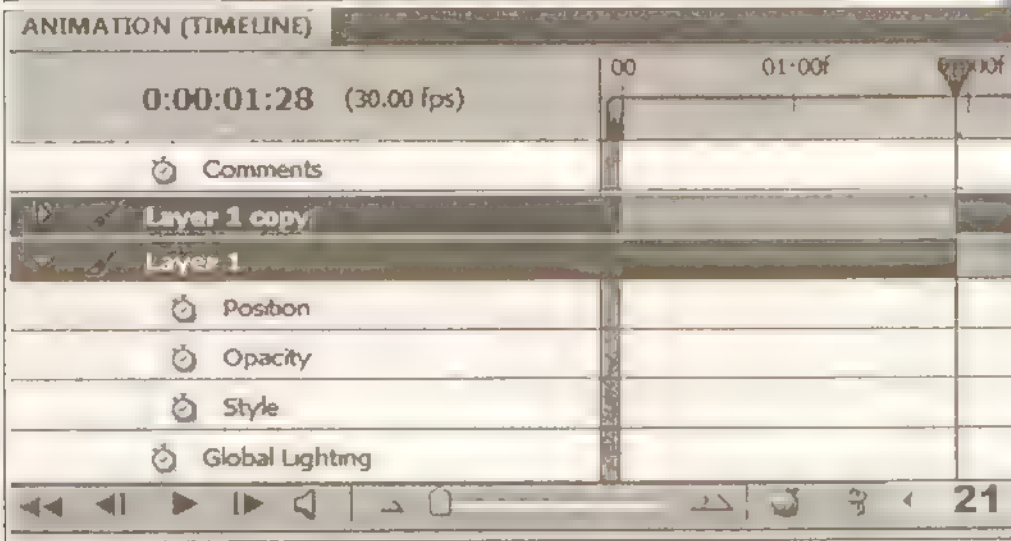 ANIMATION (TIMELINE)
00 01:00f
0:00:01:28 (30.00 fps)
Comments
Layer 1 copy
Layer 1
Position
Opacity
Style
Global Lighting
21